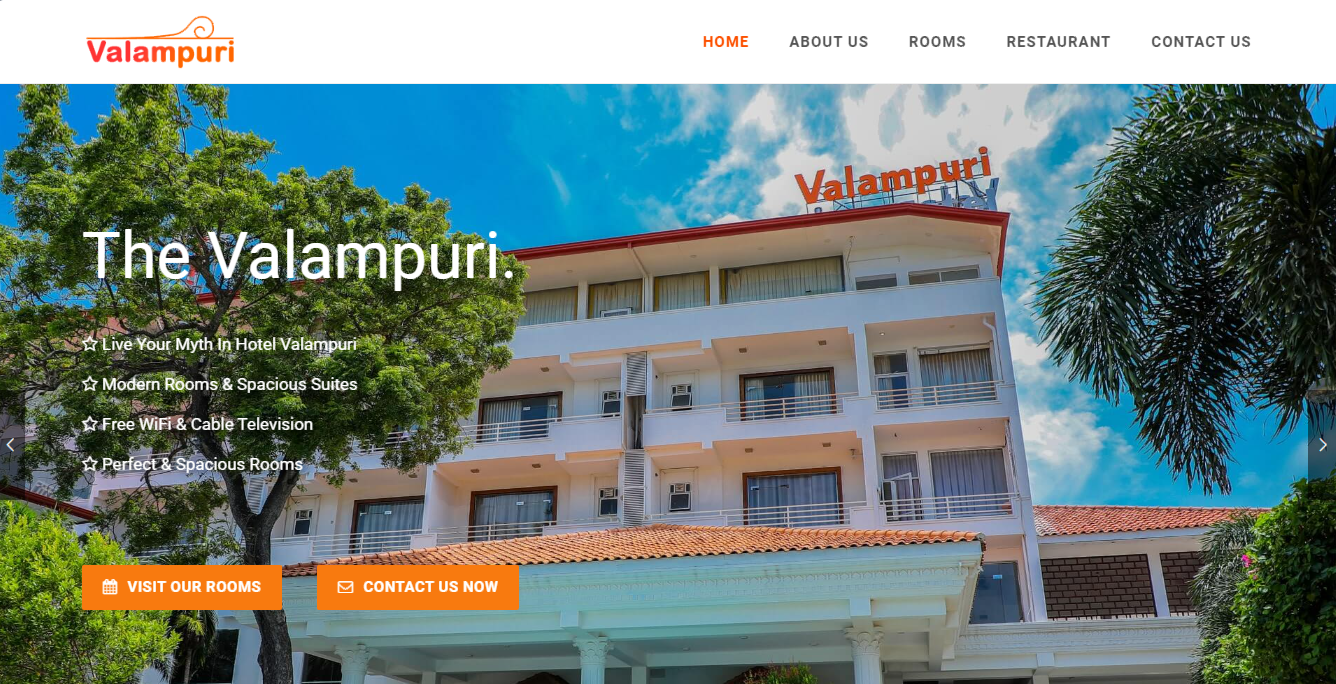 Valampuri
HOME
ABOUT US
ROOMS
RESTAURANT
CONTACT US
Valampuri
The Valampuri.
Live Your Myth In Hotel Valampuri
Modern Rooms & Spacious Suites
Free WiFi & Cable Television
Perfect & Spacious Rooms
VISIT OUR ROOMS
CONTACT US NOW